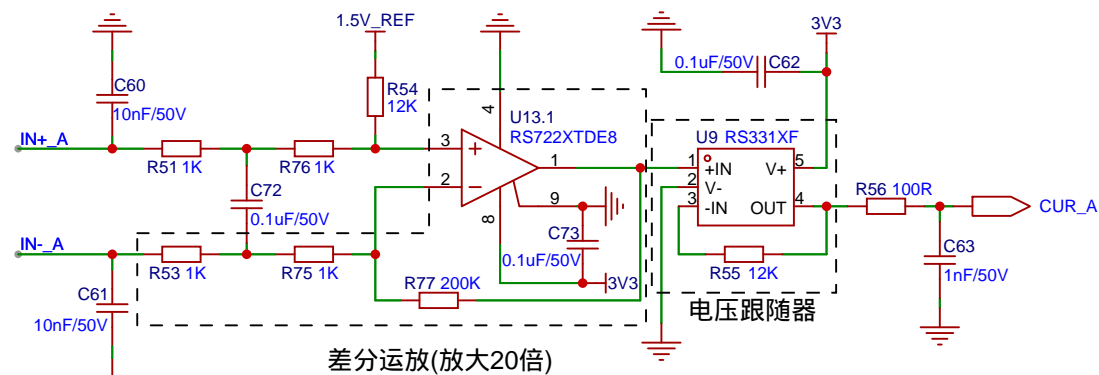 1.5V_REF
3V3
C60
10nF/50V
R54
12K
0.1uF/50V
C62
4
U13.1
RS722XTDE8
U9 RS331XF
IN+_A
R51 1K
R76 1K
3
+
1
2
−
8
9
1
+IN
V+
5
2
V-
3
-IN
OUT
4
R56 100R
CUR_A
C72
0.1uF/50V
IN-_A
R53 1K
R75 1K
C73
0.1uF/50V
3V3
R55 12K
C63
1nF/50V
C61
10nF/50V
R77 200K
电压跟随器
差分运放(放大20倍)